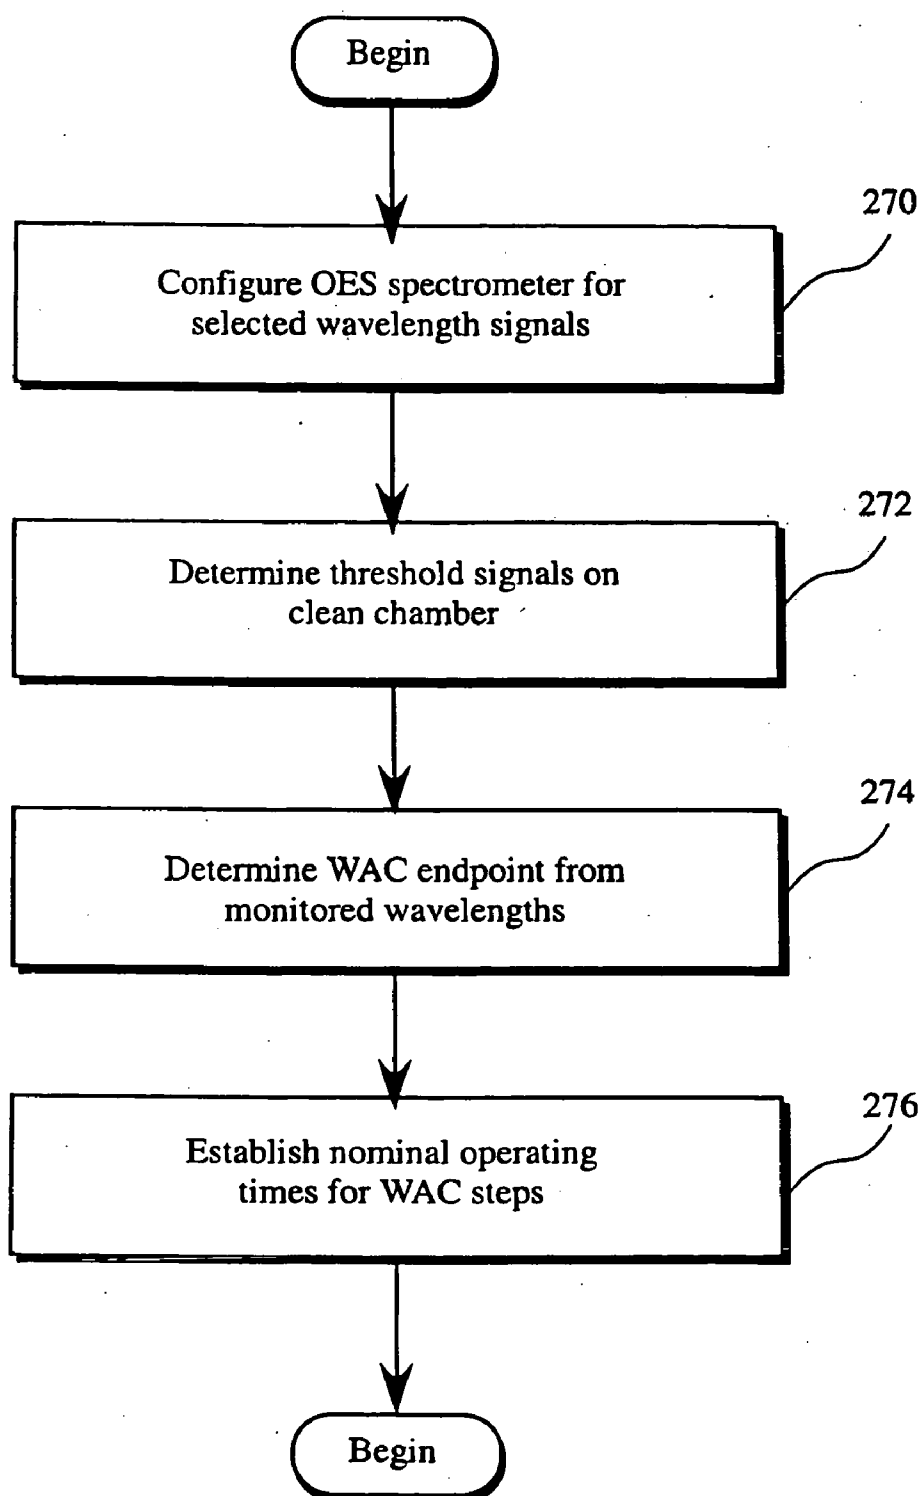 Begin
270
Configure OES spectrometer for
selected wavelength signals
272
Determine threshold signals on
clean chamber
274
Determine WAC endpoint from
monitored wavelengths
276
Establish nominal operating
times for WAC steps
Begin